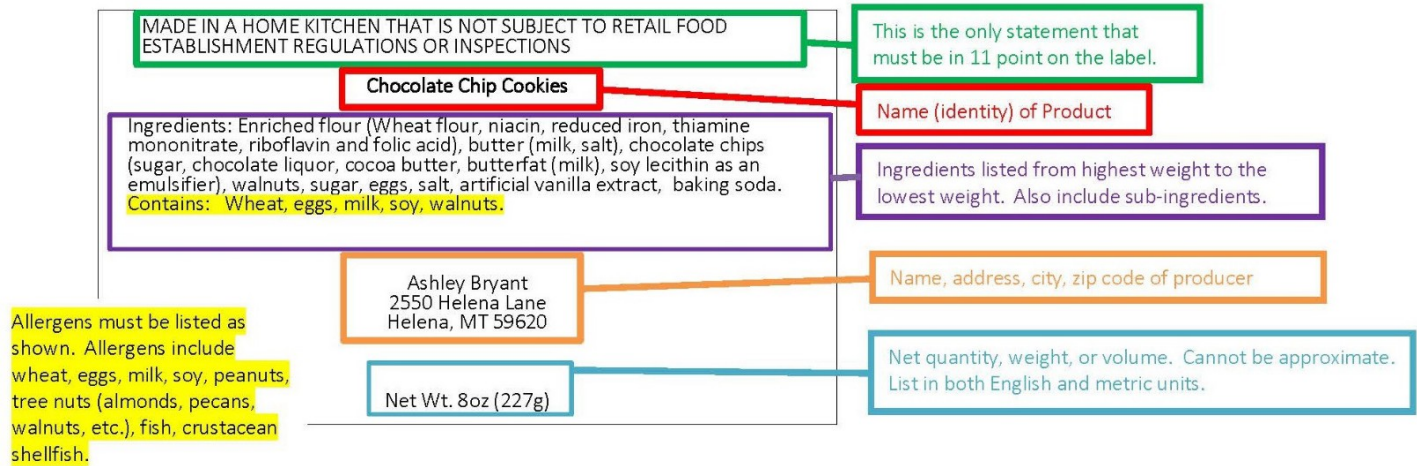 MADE IN A HOME KITCHEN THAT IS NOT SUBJECT TO RETAIL FOOD
ESTABLISHMENT REGULATIONS OR INSPECTIONS
This is the only statement that
must be in 11 point on the label.
Chocolate Chip Cookies
Name (identity) of Product
Ingredients: Enriched flour (Wheat flour, niacin, reduced iron, thiamine
mononitrate, riboflavin and folic acid), butter (milk, salt), chocolate chips
(sugar, chocolate liquor, cocoa butter, butterfat (milk), soy lecithin as an
emulsifier), walnuts, sugar, eggs, salt, artificial vanilla extract, baking soda.
Contains: Wheat, eggs, milk, soy, walnuts.
Ingredients listed from highest weight to the
lowest weight. Also include sub-ingredients.
Ashley Bryant
2550 Helena Lane
Helena, MT 59620
Name, address, city, zip code of producer
Allergens must be listed as
shown. Allergens include
wheat, eggs, milk, soy, peanuts,
tree nuts (almonds, pecans,
walnuts, etc.), fish, crustacean
shellfish.
Net Wt. 8oz (227g)
Net quantity, weight, or volume. Cannot be approximate.
List in both English and metric units.